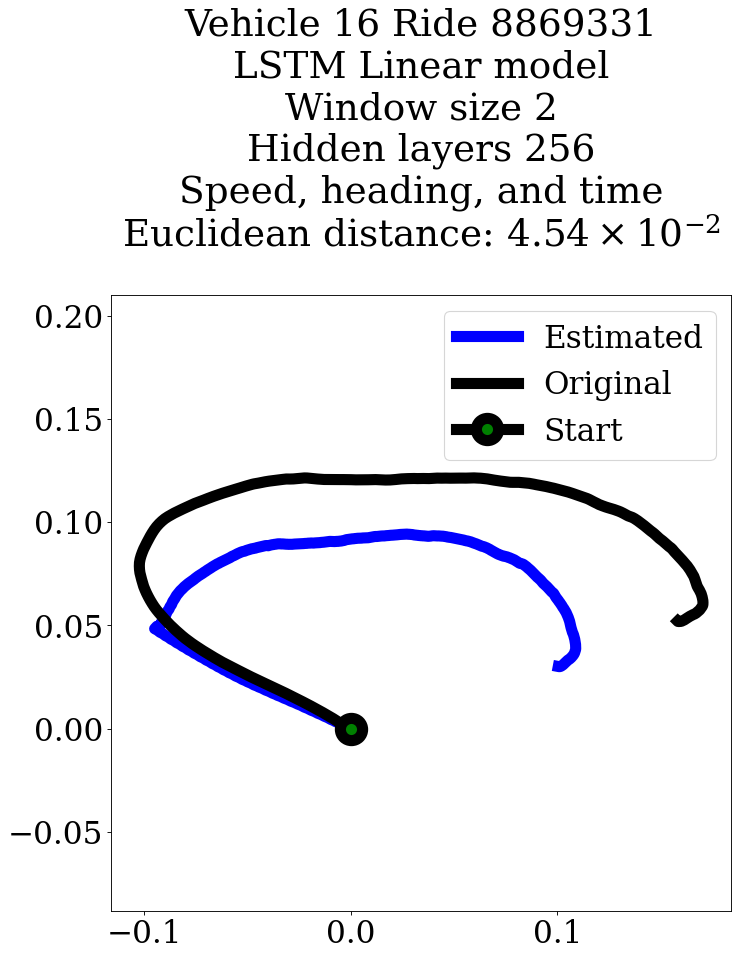 Vehicle 16 Ride 8869331
LSTM Linear model
Window size 2
Hidden layers 256
Speed, heading, and time
Euclidean distance: 4.54 × 10⁻²
Estimated
Original
Start
0.20
0.15
0.10
0.05
0.00
−0.05
−0.1
0.0
0.1